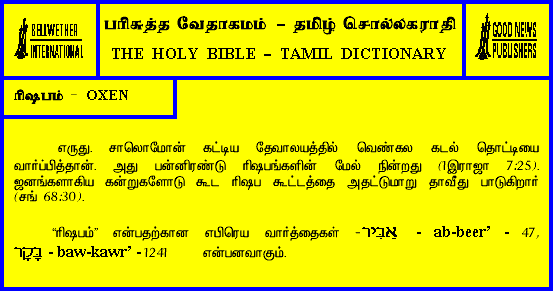 BELLWETHER
INTERNATIONAL
பரிசுத்த வேதாகமம் – தமிழ் சொல்லகராதி
THE HOLY BIBLE – TAMIL DICTIONARY
GOOD NEWS
PUBLISHERS
ரிஷபம் – OXEN
எருது. சாலொமோன் கட்டிய தேவாலயத்தில் வெண்கல கடல் தொட்டியை
வார்ப்பித்தான். அது பன்னிரண்டு ரிஷபங்களின் மேல் நின்றது (1இராஜா 7:25).
ஜனங்களாகிய கன்றுகளோடு கூட ரிஷப கூட்டத்தை அதட்டுமாறு தாவீது பாடுகிறார்
(சங் 68:30).
“ரிஷபம்” என்பதற்கான எபிரெய வார்த்தைகள் -אַבִּיר - ab-beer’ - 47,
בָּקָר - baw-kawr’ -1241 என்பனவாகும்.